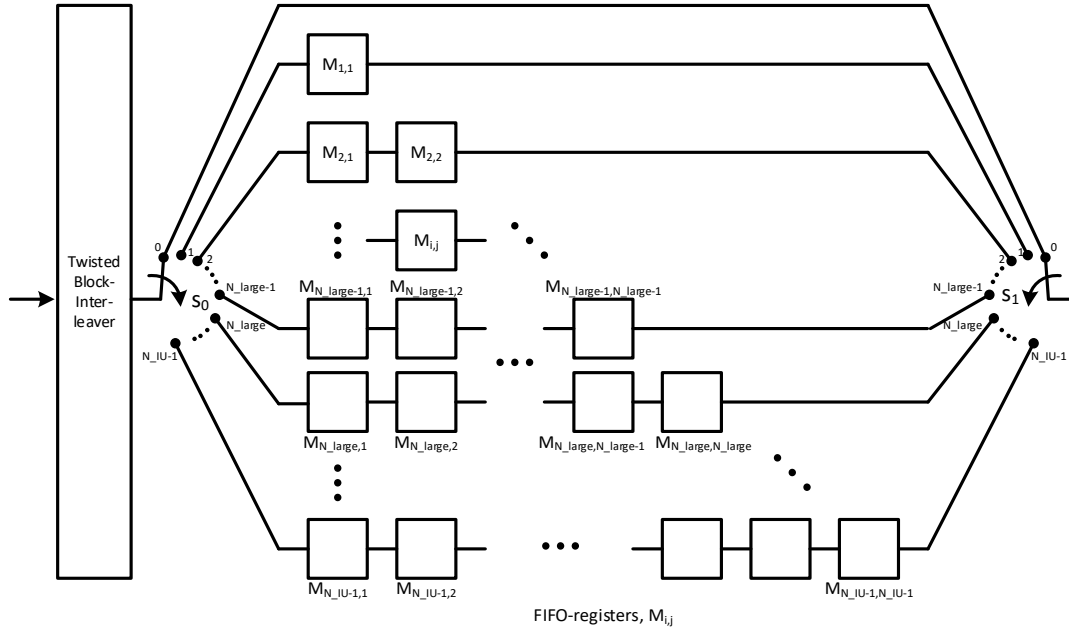 M1,1
M2,1 M2,2
Mi,j
0 1 2 2 1 0
Twisted
Block-
Inter-
leaver
S0 S1
N_large-1 MN_large-1,1 MN_large-1,2 MN_large-1,N_large-1 N_large-1
N_large N_large
N_IU-1 N_IU-1
MN_large,1 MN_large,2 MN_large,N_large-1 MN_large,N_large
MN_IU-1,1 MN_IU-1,2 MN_IU-1,N_IU-1
FIFO-registers, Mi,j